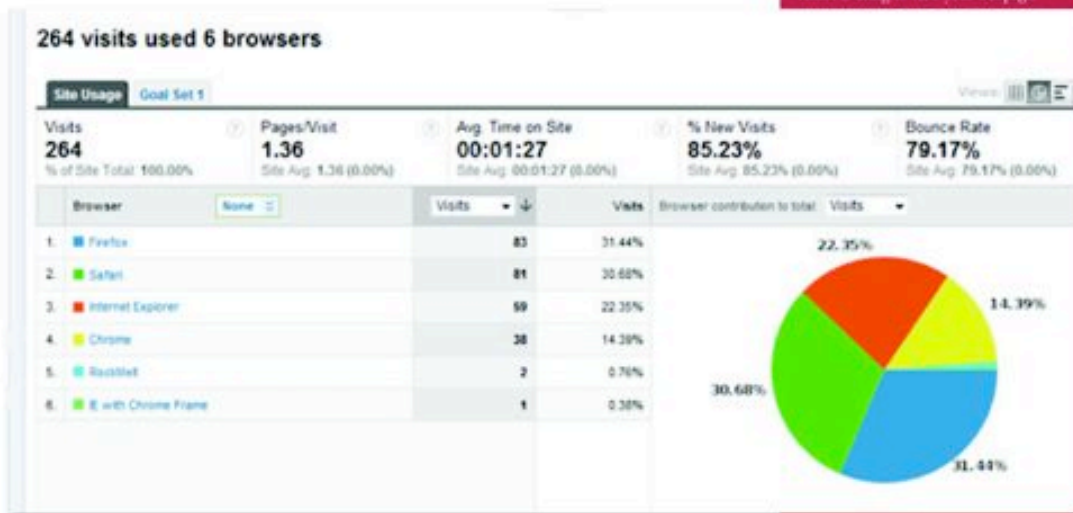 264 visits used 6 browsers
Site Usage Goal Set 1 Views:
Visits Pages/Visit Avg. Time on Site % New Visits Bounce Rate
264 1.36 00:01:27 85.23% 79.17%
% of Site Total: 100.00% Site Avg: 1.36 (0.00%) Site Avg: 00:01:27 (0.00%) Site Avg: 85.23% (0.00%) Site Avg: 79.17% (0.00%)
Browser None Visits Visits Browser contribution to total: Visits
1. Firefox 83 31.44%
2. Safari 81 30.68%
3. Internet Explorer 59 22.35%
4. Chrome 38 14.39%
5. RockMelt 2 0.76%
6. IE with Chrome Frame 1 0.38%
22.35%
14.39%
30.68%
31.44%